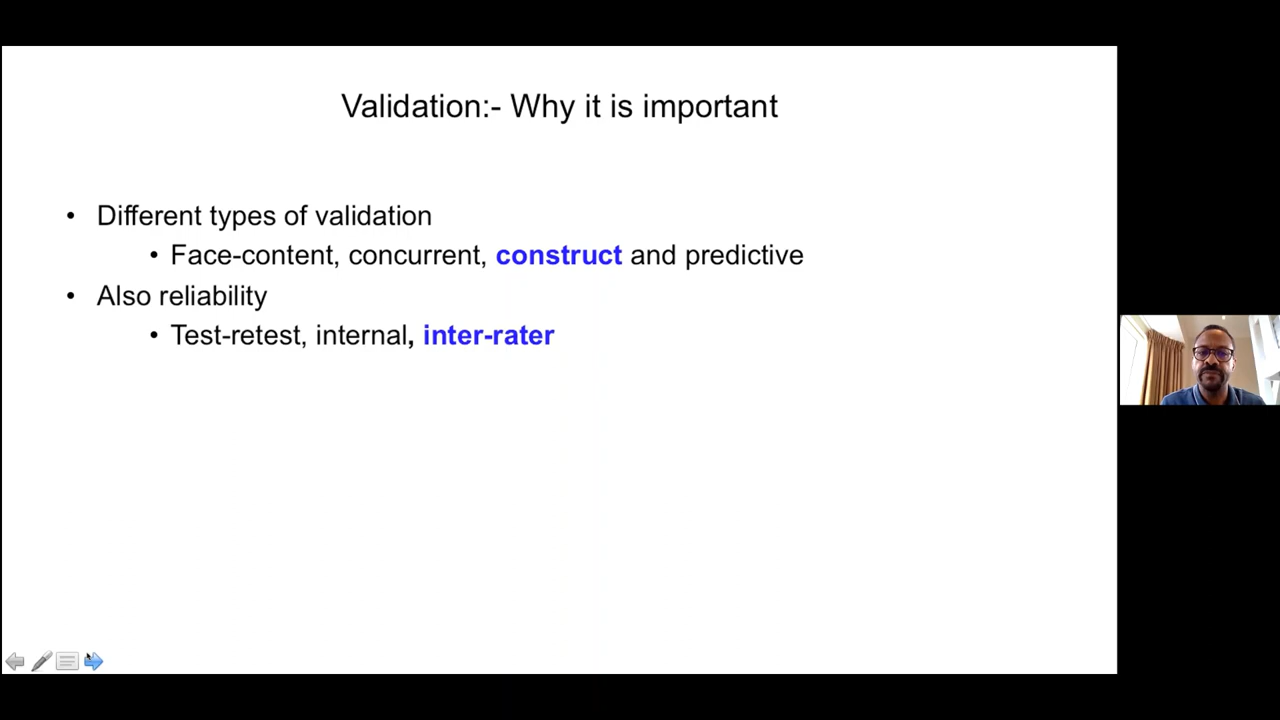 Validation:- Why it is important
• Different types of validation
• Face-content, concurrent, construct and predictive
• Also reliability
• Test-retest, internal, inter-rater